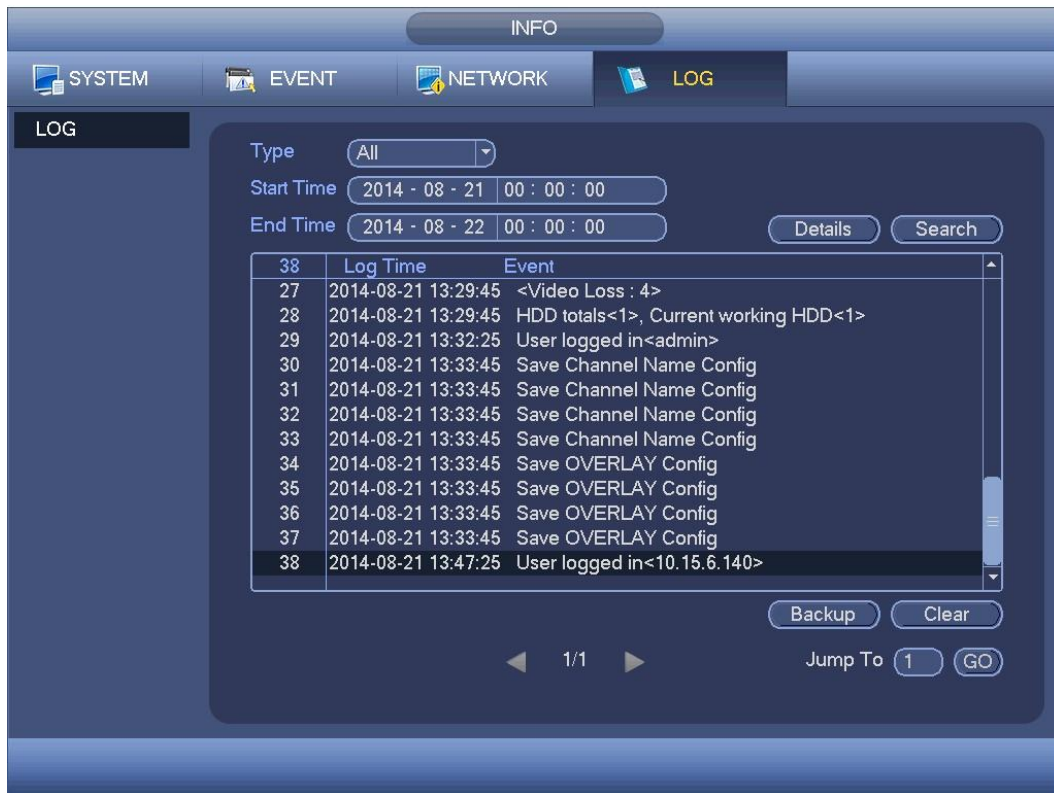 INFO
SYSTEM EVENT NETWORK LOG
LOG
Type All
Start Time 2014 - 08 - 21 00 : 00 : 00
End Time 2014 - 08 - 22 00 : 00 : 00 Details Search
38 Log Time Event
27 2014-08-21 13:29:45 <Video Loss : 4>
28 2014-08-21 13:29:45 HDD totals<1>, Current working HDD<1>
29 2014-08-21 13:32:25 User logged in<admin>
30 2014-08-21 13:33:45 Save Channel Name Config
31 2014-08-21 13:33:45 Save Channel Name Config
32 2014-08-21 13:33:45 Save Channel Name Config
33 2014-08-21 13:33:45 Save Channel Name Config
34 2014-08-21 13:33:45 Save OVERLAY Config
35 2014-08-21 13:33:45 Save OVERLAY Config
36 2014-08-21 13:33:45 Save OVERLAY Config
37 2014-08-21 13:33:45 Save OVERLAY Config
38 2014-08-21 13:47:25 User logged in<10.15.6.140>
Backup Clear
1/1 Jump To 1 GO